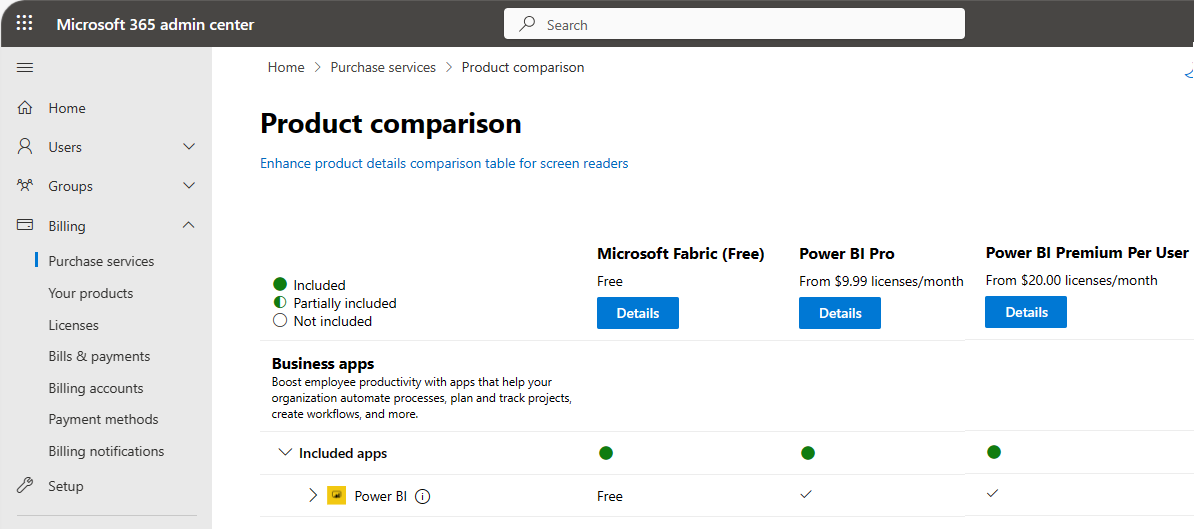 Microsoft 365 admin center
Search
Home
Users
Groups
Billing
Purchase services
Your products
Licenses
Bills & payments
Billing accounts
Payment methods
Billing notifications
Setup
Home > Purchase services > Product comparison
Product comparison
Enhance product details comparison table for screen readers
Included
Partially included
Not included
Microsoft Fabric (Free)
Free
Details
Power BI Pro
From $9.99 licenses/month
Details
Power BI Premium Per User
From $20.00 licenses/month
Details
Business apps
Boost employee productivity with apps that help your
organization automate processes, plan and track projects,
create workflows, and more.
Included apps
Power BI
Free